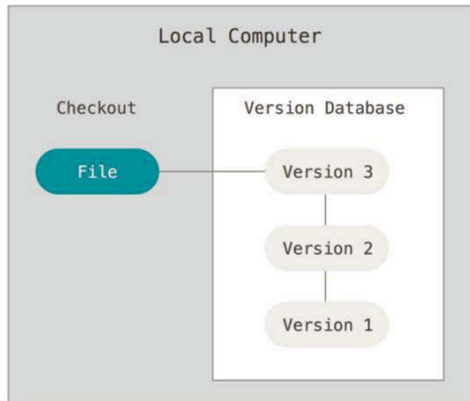 Local Computer
Checkout
Version Database
File
Version 3
Version 2
Version 1